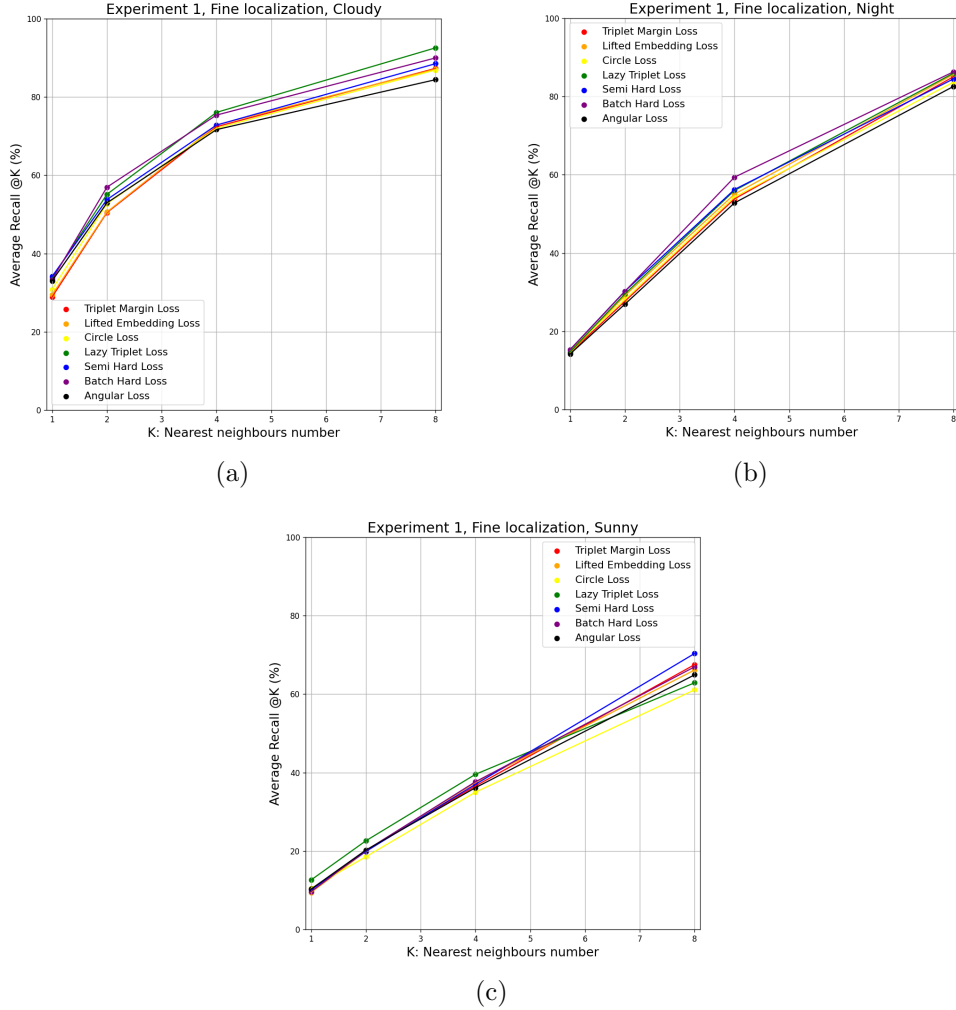 Experiment 1, Fine localization, Cloudy
Average Recall @K (%)
100
80
60
40
20
0
Triplet Margin Loss
Lifted Embedding Loss
Circle Loss
Lazy Triplet Loss
Semi Hard Loss
Batch Hard Loss
Angular Loss
1 2 3 4 5 6 7 8
K: Nearest neighbours number
(a)
Experiment 1, Fine localization, Night
Average Recall @K (%)
100
80
60
40
20
0
Triplet Margin Loss
Lifted Embedding Loss
Circle Loss
Lazy Triplet Loss
Semi Hard Loss
Batch Hard Loss
Angular Loss
1 2 3 4 5 6 7 8
K: Nearest neighbours number
(b)
Experiment 1, Fine localization, Sunny
Average Recall @K (%)
100
80
60
40
20
0
Triplet Margin Loss
Lifted Embedding Loss
Circle Loss
Lazy Triplet Loss
Semi Hard Loss
Batch Hard Loss
Angular Loss
1 2 3 4 5 6 7 8
K: Nearest neighbours number
(c)